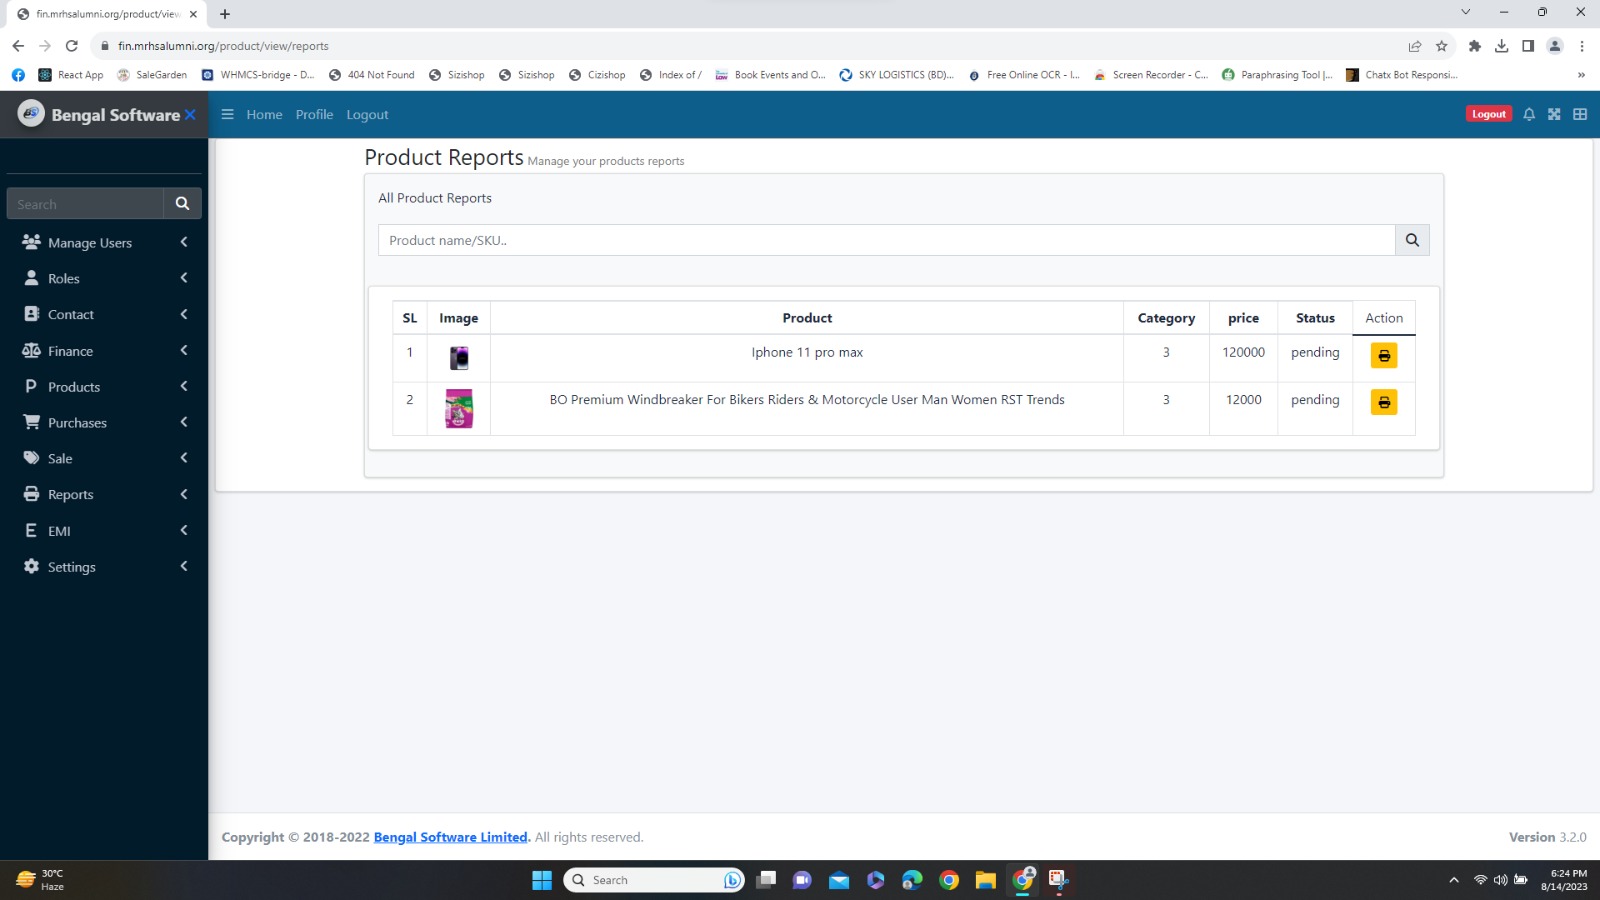 fin.mrhsalumni.org/product/view
fin.mrhsalumni.org/product/view/reports
React App SaleGarden WHMCS-bridge - D... 404 Not Found Sizishop Sizishop Cizishop Index of / Book Events and O... SKY LOGISTICS (BD)... Free Online OCR - I... Screen Recorder - C... Paraphrasing Tool |... Chatx Bot Responsi... »
Bengal Software Home Profile Logout Logout
Product Reports Manage your products reports
All Product Reports
Search
Product name/SKU..
Manage Users
Roles
Contact
Finance
Products
Purchases
Sale
Reports
EMI
Settings
SL Image Product Category price Status Action
1 Iphone 11 pro max 3 120000 pending
2 BO Premium Windbreaker For Bikers Riders & Motorcycle User Man Women RST Trends 3 12000 pending
Copyright © 2018-2022 Bengal Software Limited. All rights reserved. Version 3.2.0
30°C
Haze
Search
6:24 PM
8/14/2023